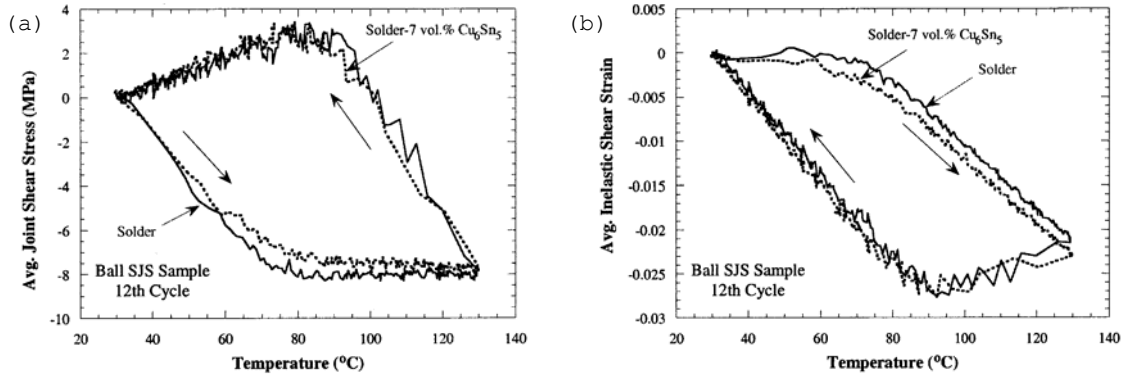 (a)
Avg. Joint Shear Stress (MPa)
4
2
0
-2
-4
-6
-8
-10
Solder-7 vol.% Cu6Sn5
Solder
Ball SJS Sample
12th Cycle
20 40 60 80 100 120 140
Temperature (°C)
(b)
Avg. Inelastic Shear Strain
0.005
0
-0.005
-0.01
-0.015
-0.02
-0.025
-0.03
Solder-7 vol.% Cu6Sn5
Solder
Ball SJS Sample
12th Cycle
20 40 60 80 100 120 140
Temperature (°C)